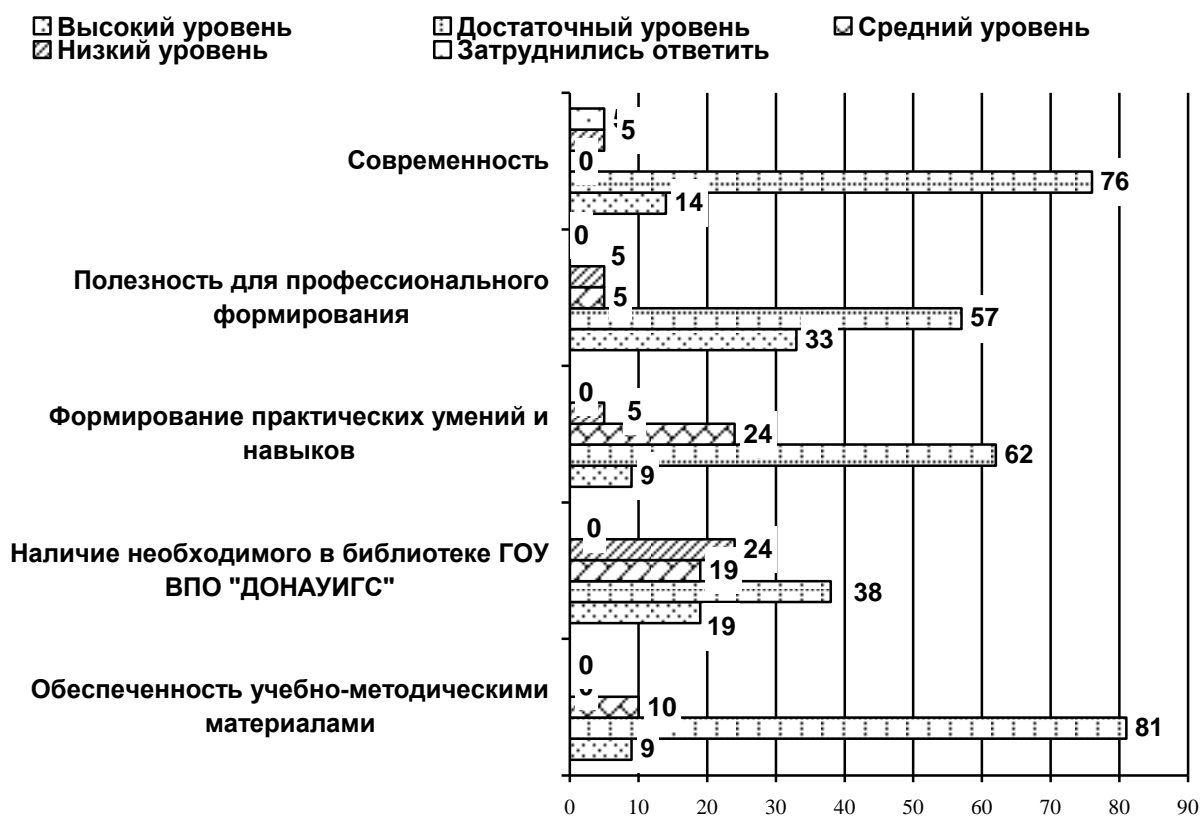 Высокий уровень Достаточный уровень Средний уровень
Низкий уровень Затруднились ответить
5
Современность
0
76
14
0
5
Полезность для профессионального
формирования
5
57
33
0
Формирование практических умений и
навыков
5
24
62
9
0
Наличие необходимого в библиотеке ГОУ
ВПО "ДОНАУИГС"
24
19
38
19
0
Обеспеченность учебно-методическими
материалами
10
81
9
0 10 20 30 40 50 60 70 80 90